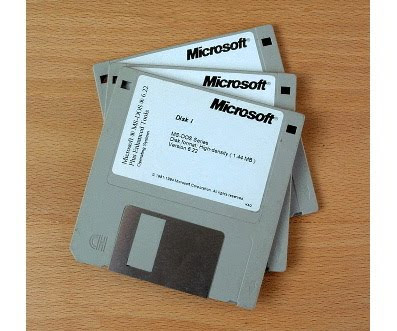 Microsoft®
Microsoft®
Microsoft®
Disk 1
MS-DOS Series
Disk format, High-density (1.44 MB)
Version 6.22
© 1981-1994 Microsoft Corporation. All rights reserved.
Microsoft® MS-DOS® 6.22
Plus Enhanced Tools
Operating System